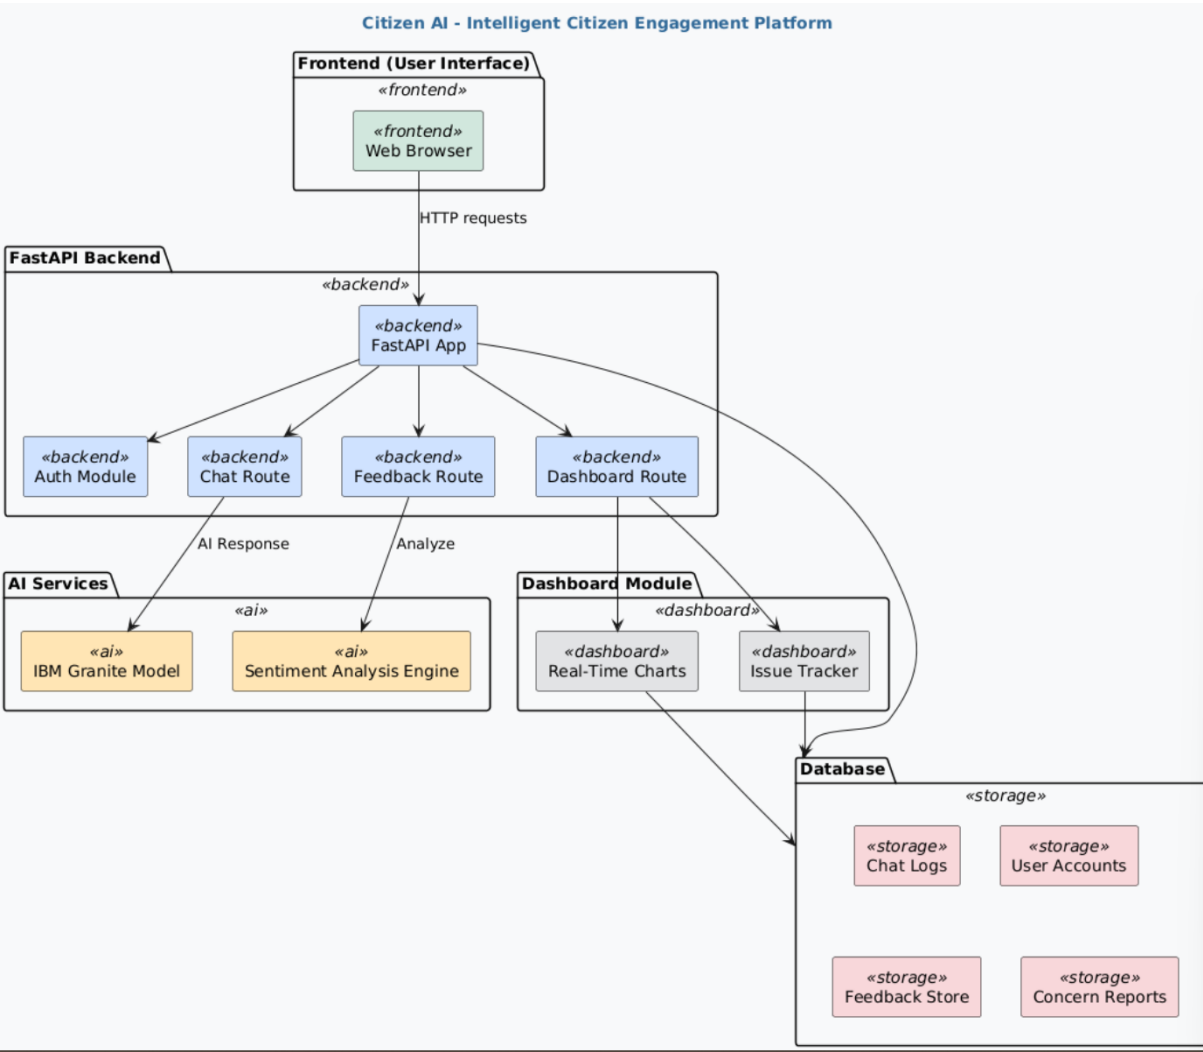 Citizen AI - Intelligent Citizen Engagement Platform
Frontend (User Interface)
«frontend»
«frontend»
Web Browser
HTTP requests
FastAPI Backend
«backend»
«backend»
FastAPI App
«backend»
Auth Module
«backend»
Chat Route
«backend»
Feedback Route
«backend»
Dashboard Route
AI Response
Analyze
AI Services
«ai»
«ai»
IBM Granite Model
«ai»
Sentiment Analysis Engine
Dashboard Module
«dashboard»
«dashboard»
Real-Time Charts
«dashboard»
Issue Tracker
Database
«storage»
«storage»
Chat Logs
«storage»
User Accounts
«storage»
Feedback Store
«storage»
Concern Reports